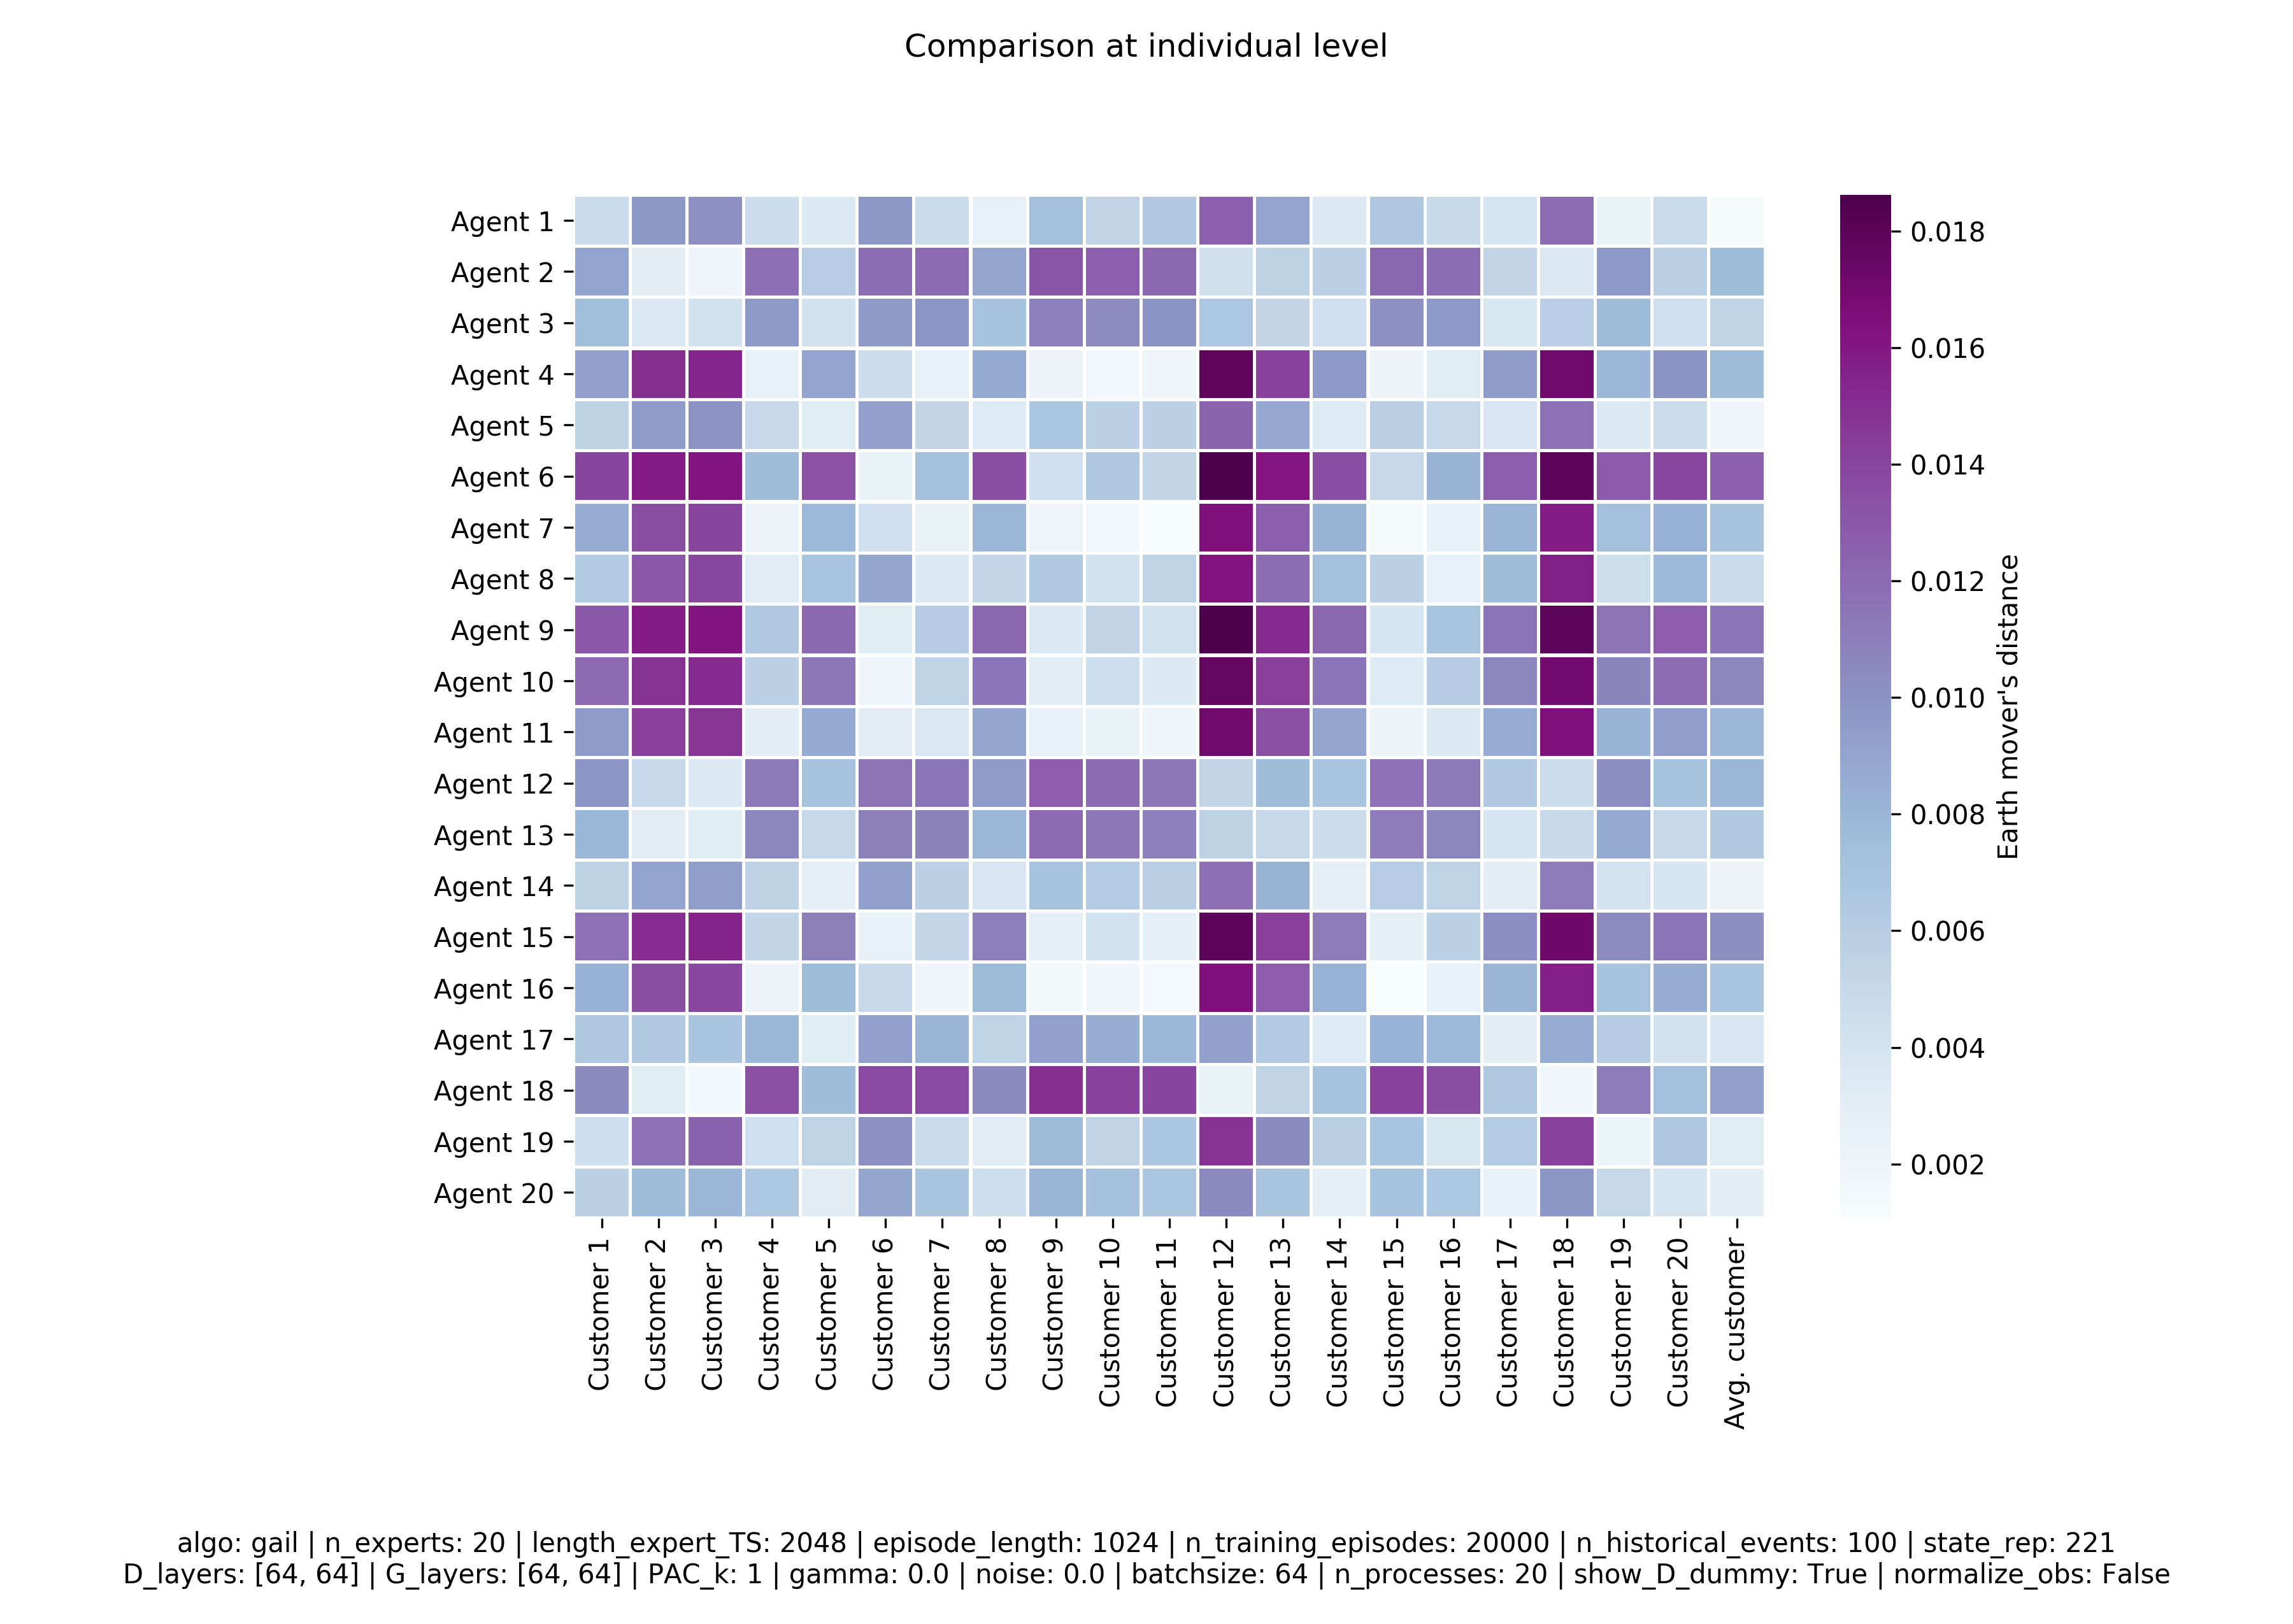 Comparison at individual level
Agent 1
Agent 2
Agent 3
Agent 4
Agent 5
Agent 6
Agent 7
Agent 8
Agent 9
Agent 10
Agent 11
Agent 12
Agent 13
Agent 14
Agent 15
Agent 16
Agent 17
Agent 18
Agent 19
Agent 20
Customer 1
Customer 2
Customer 3
Customer 4
Customer 5
Customer 6
Customer 7
Customer 8
Customer 9
Customer 10
Customer 11
Customer 12
Customer 13
Customer 14
Customer 15
Customer 16
Customer 17
Customer 18
Customer 19
Customer 20
Avg. customer
0.018
0.016
0.014
0.012
0.010
0.008
0.006
0.004
0.002
Earth mover's distance
algo: gail | n_experts: 20 | length_expert_TS: 2048 | episode_length: 1024 | n_training_episodes: 20000 | n_historical_events: 100 | state_rep: 221
D_layers: [64, 64] | G_layers: [64, 64] | PAC_k: 1 | gamma: 0.0 | noise: 0.0 | batchsize: 64 | n_processes: 20 | show_D_dummy: True | normalize_obs: False